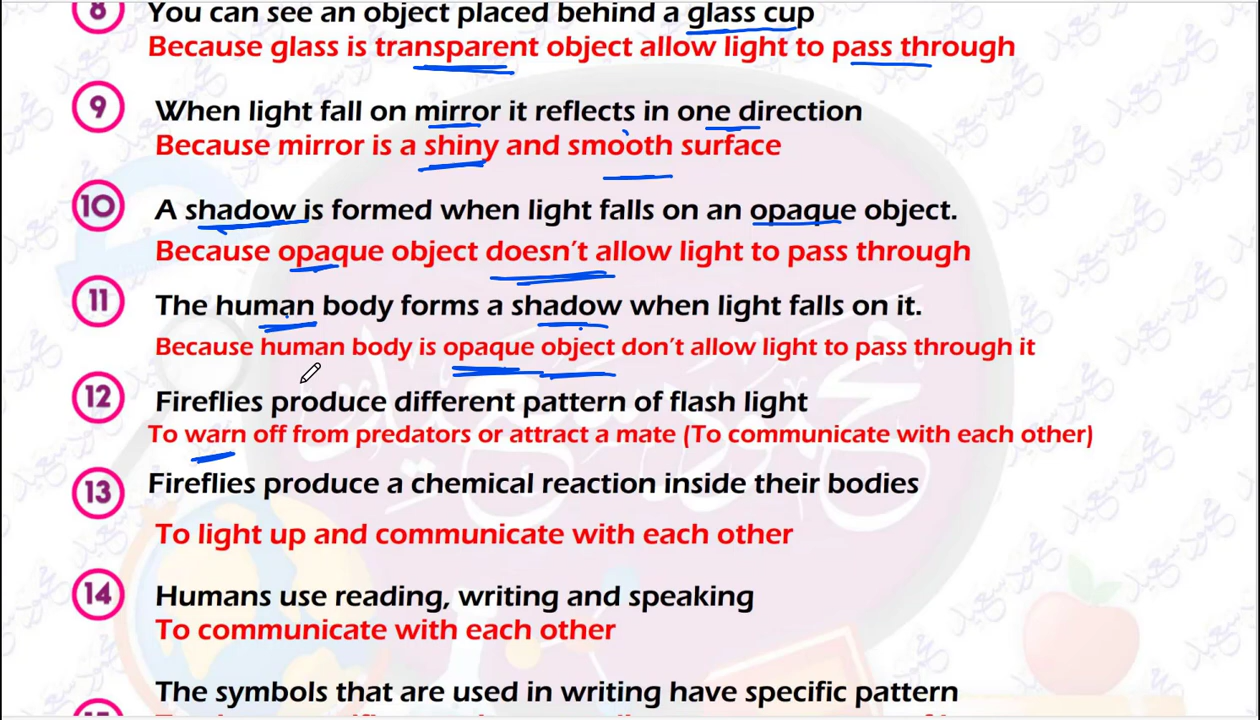 8 You can see an object placed behind a glass cup
Because glass is transparent object allow light to pass through
9 When light fall on mirror it reflects in one direction
Because mirror is a shiny and smooth surface
10 A shadow is formed when light falls on an opaque object.
Because opaque object doesn't allow light to pass through
11 The human body forms a shadow when light falls on it.
Because human body is opaque object don't allow light to pass through it
12 Fireflies produce different pattern of flash light
To warn off from predators or attract a mate (To communicate with each other)
13 Fireflies produce a chemical reaction inside their bodies
To light up and communicate with each other
14 Humans use reading, writing and speaking
To communicate with each other
The symbols that are used in writing have specific pattern